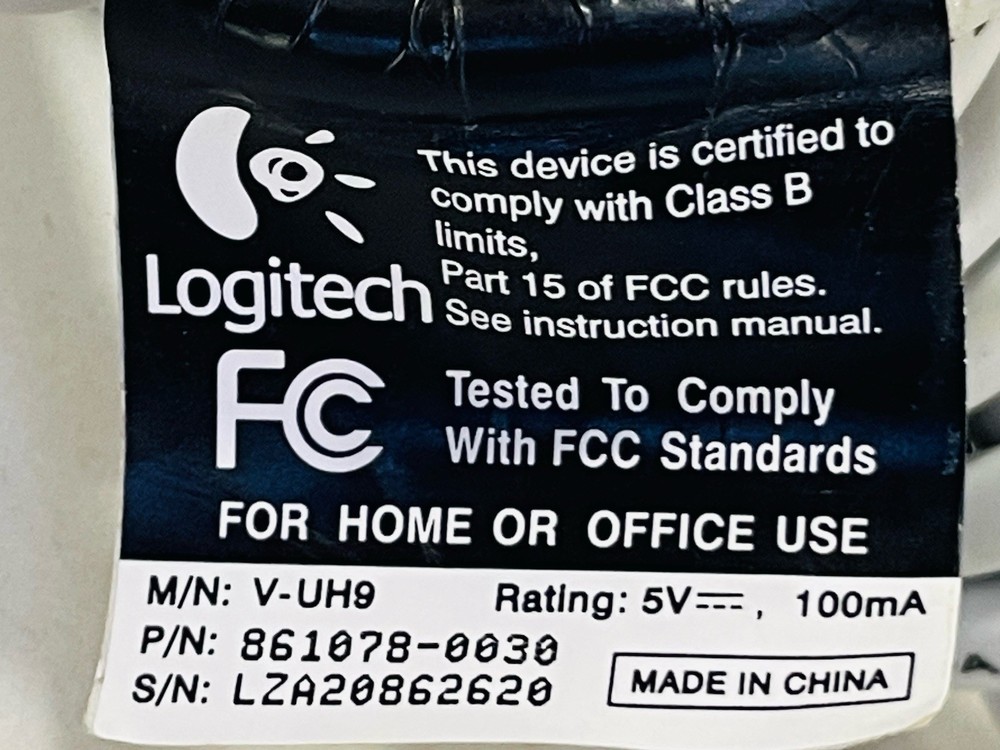 Logitech
This device is certified to
comply with Class B
limits,
Part 15 of FCC rules.
See instruction manual.
FC
Tested To Comply
With FCC Standards
FOR HOME OR OFFICE USE
M/N: V-UH9
Rating: 5V⎓, 100mA
P/N: 861078-0030
S/N: LZA20862620
MADE IN CHINA